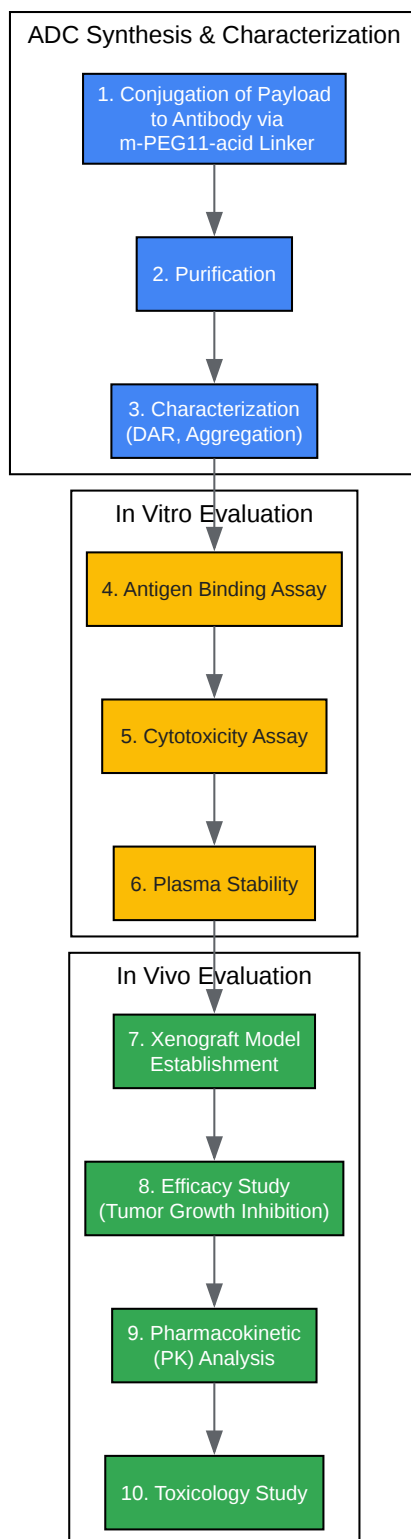 ADC Synthesis & Characterization
1. Conjugation of Payload
to Antibody via
m-PEG11-acid Linker
2. Purification
3. Characterization
(DAR, Aggregation)
In Vitro Evaluation
4. Antigen Binding Assay
5. Cytotoxicity Assay
6. Plasma Stability
In Vivo Evaluation
7. Xenograft Model
Establishment
8. Efficacy Study
(Tumor Growth Inhibition)
9. Pharmacokinetic
(PK) Analysis
10. Toxicology Study